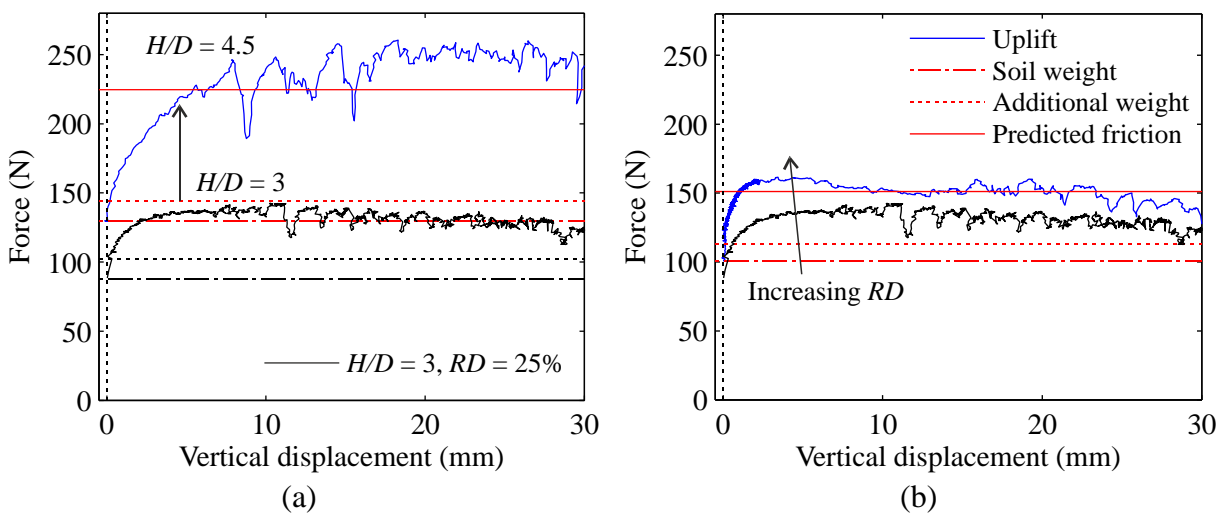 H/D = 4.5
H/D = 3
H/D = 3, RD = 25%
Force (N)
250
200
150
100
50
0
0 10 20 30
Vertical displacement (mm)
(a)
Uplift
Soil weight
Additional weight
Predicted friction
Increasing RD
Force (N)
250
200
150
100
50
0
0 10 20 30
Vertical displacement (mm)
(b)